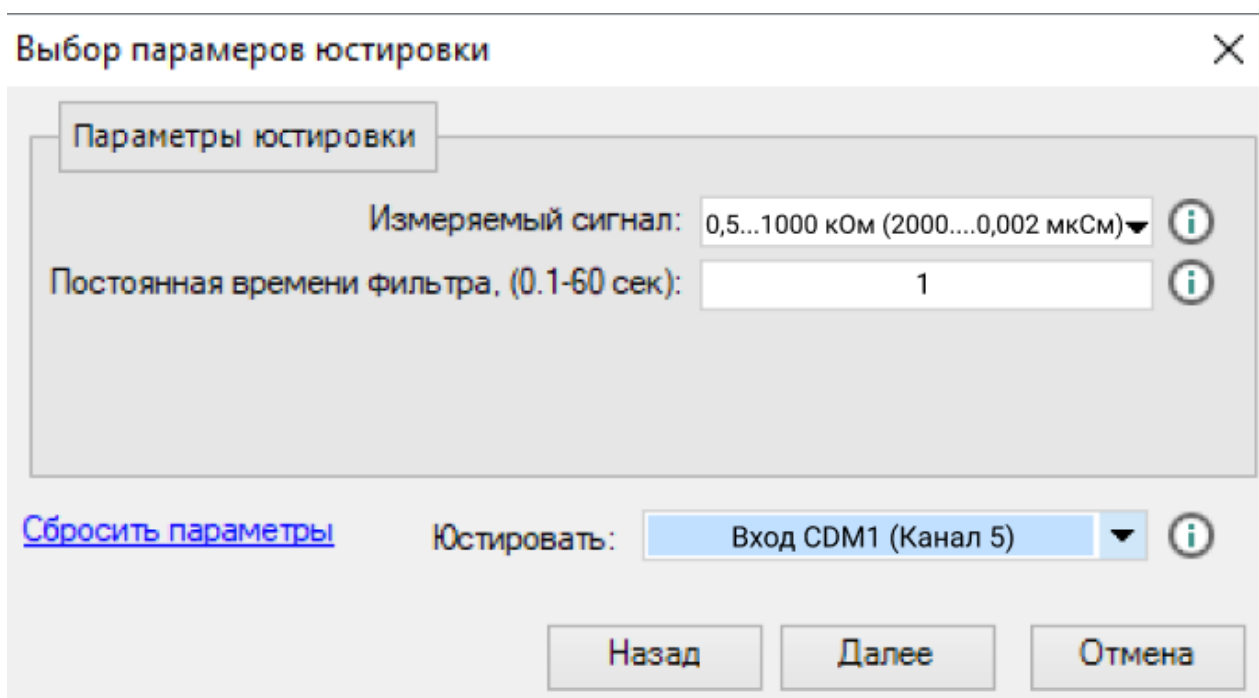 Выбор парамеров юстировки
Параметры юстировки
Измеряемый сигнал: 0,5...1000 кОм (2000....0,002 мкСм)
Постоянная времени фильтра, (0.1-60 сек): 1
Сбросить параметры Юстировать: Вход CDM1 (Канал 5)
Назад Далее Отмена